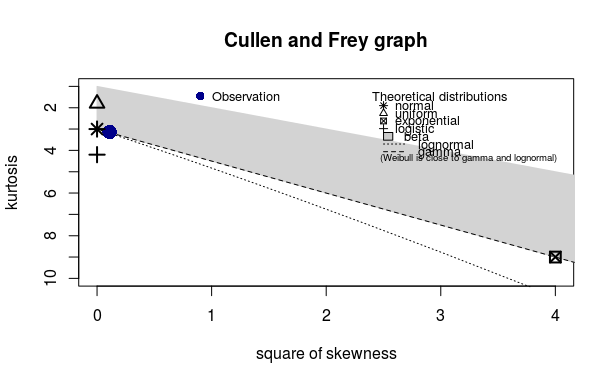 Cullen and Frey graph
Observation
Theoretical distributions
normal
uniform
exponential
logistic
beta
lognormal
gamma
(Weibull is close to gamma and lognormal)
kurtosis
2
4
6
8
10
0 1 2 3 4
square of skewness